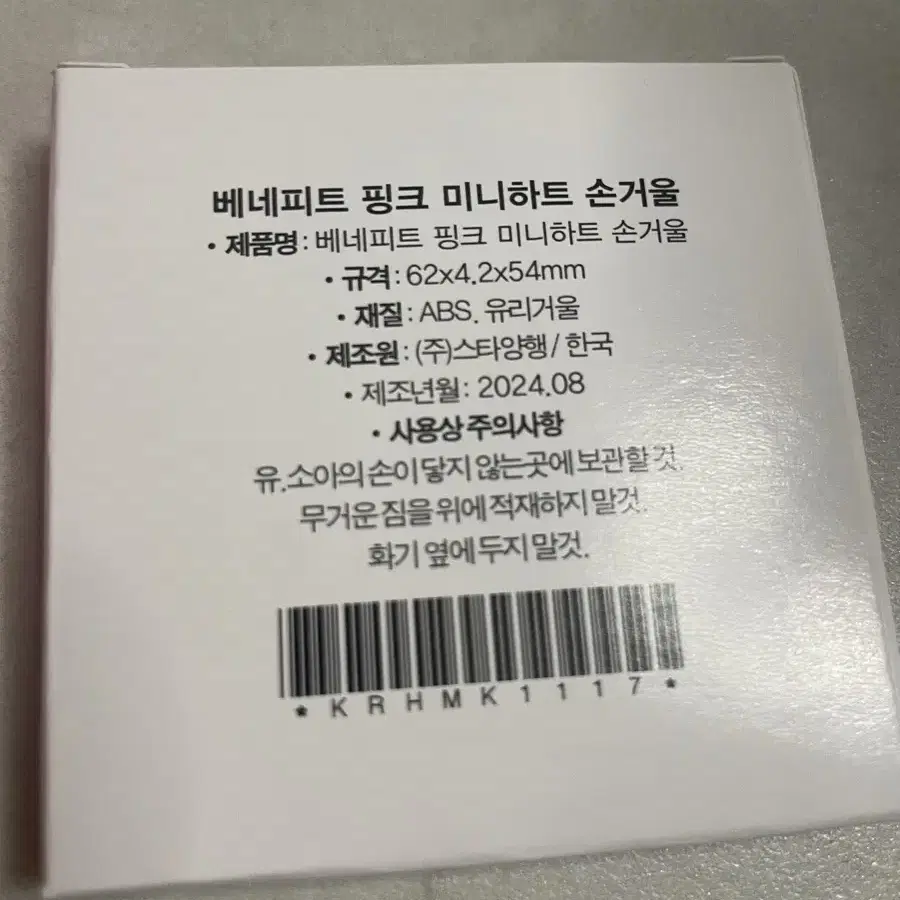 베네피트 핑크 미니하트 손거울
• 제품명 : 베네피트 핑크 미니하트 손거울
• 규격 : 62x4.2x54mm
• 재질 : ABS. 유리거울
• 제조원 : (주)스타양행 / 한국
• 제조년월 : 2024.08
• 사용상 주의사항
유.소아의 손이 닿지 않는곳에 보관할 것.
무거운 짐을 위에 적재하지 말것.
화기 옆에 두지 말것.
*KRHMK1117*